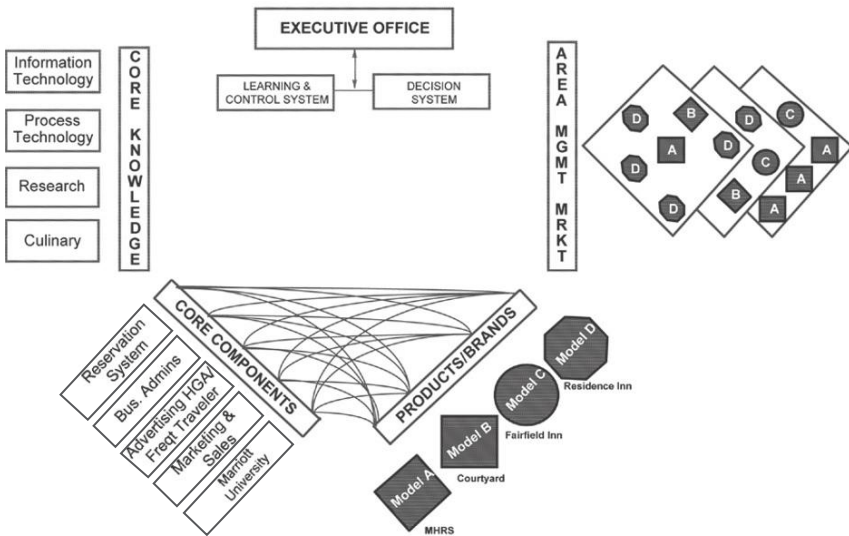 EXECUTIVE OFFICE
LEARNING &
CONTROL SYSTEM
DECISION
SYSTEM
Information
Technology
Process
Technology
Research
Culinary
CORE KNOWLEDGE
AREA MGMT MRKT
D
B
D
C
A
D
C
A
D
A
D
B
A
CORE COMPONENTS
PRODUCTS/BRANDS
Reservation
System
Bus. Admins
Advertising HGA/
Freqt Traveler
Marketing &
Sales
Marriott
University
Model D
Residence Inn
Model C
Fairfield Inn
Model B
Courtyard
Model A
MHRS